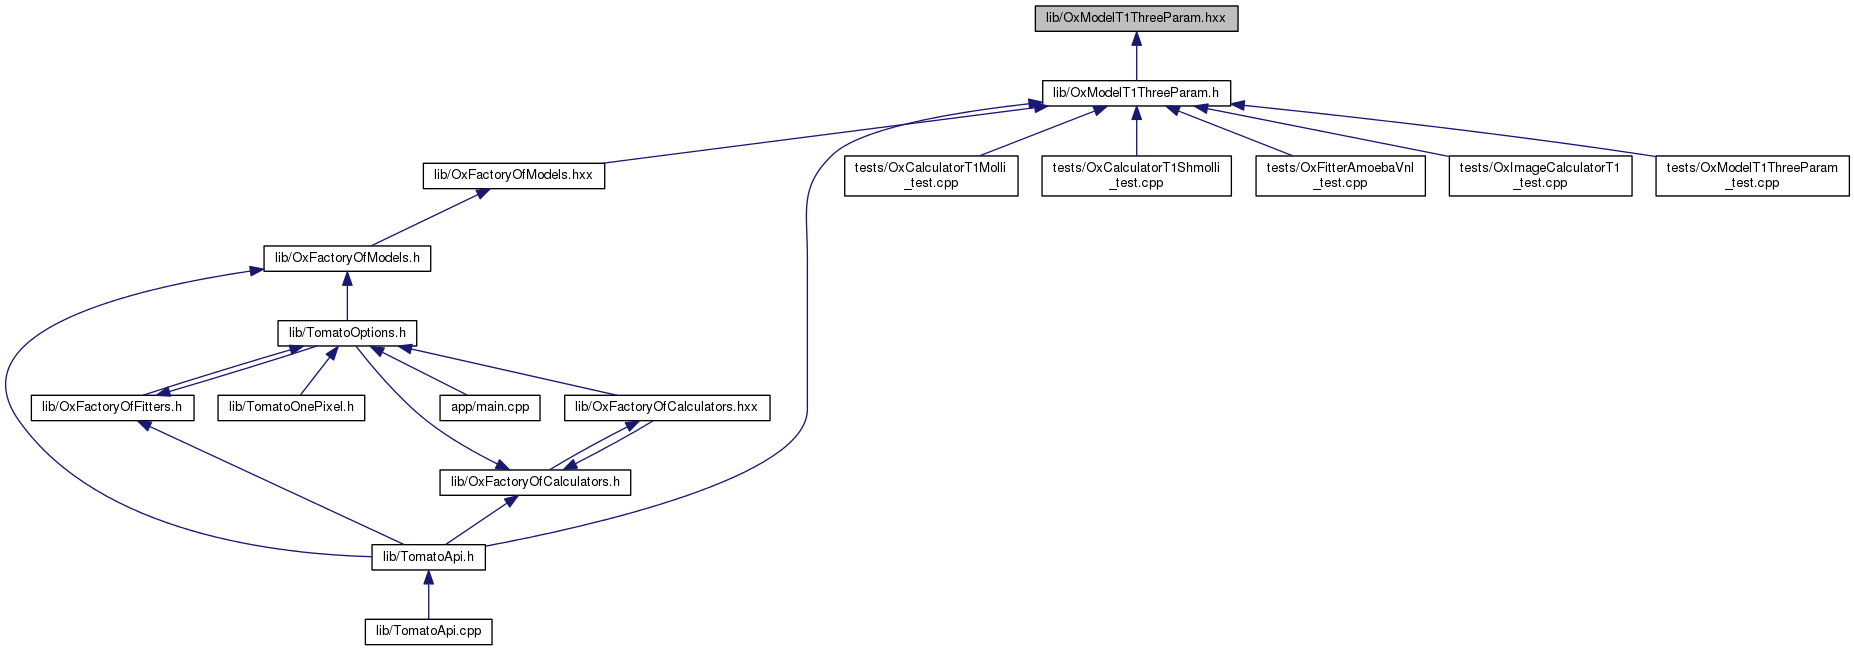 lib/OxModelT1ThreeParam.hxx
lib/OxModelT1ThreeParam.h
lib/OxFactoryOfModels.hxx
tests/OxCalculatorT1Molli
_test.cpp
tests/OxCalculatorT1Shmolli
_test.cpp
tests/OxFitterAmoebaVnl
_test.cpp
tests/OxImageCalculatorT1
_test.cpp
tests/OxModelT1ThreeParam
_test.cpp
lib/OxFactoryOfModels.h
lib/TomatoOptions.h
lib/OxFactoryOfFitters.h
lib/TomatoOnePixel.h
app/main.cpp
lib/OxFactoryOfCalculators.hxx
lib/OxFactoryOfCalculators.h
lib/TomatoApi.h
lib/TomatoApi.cpp